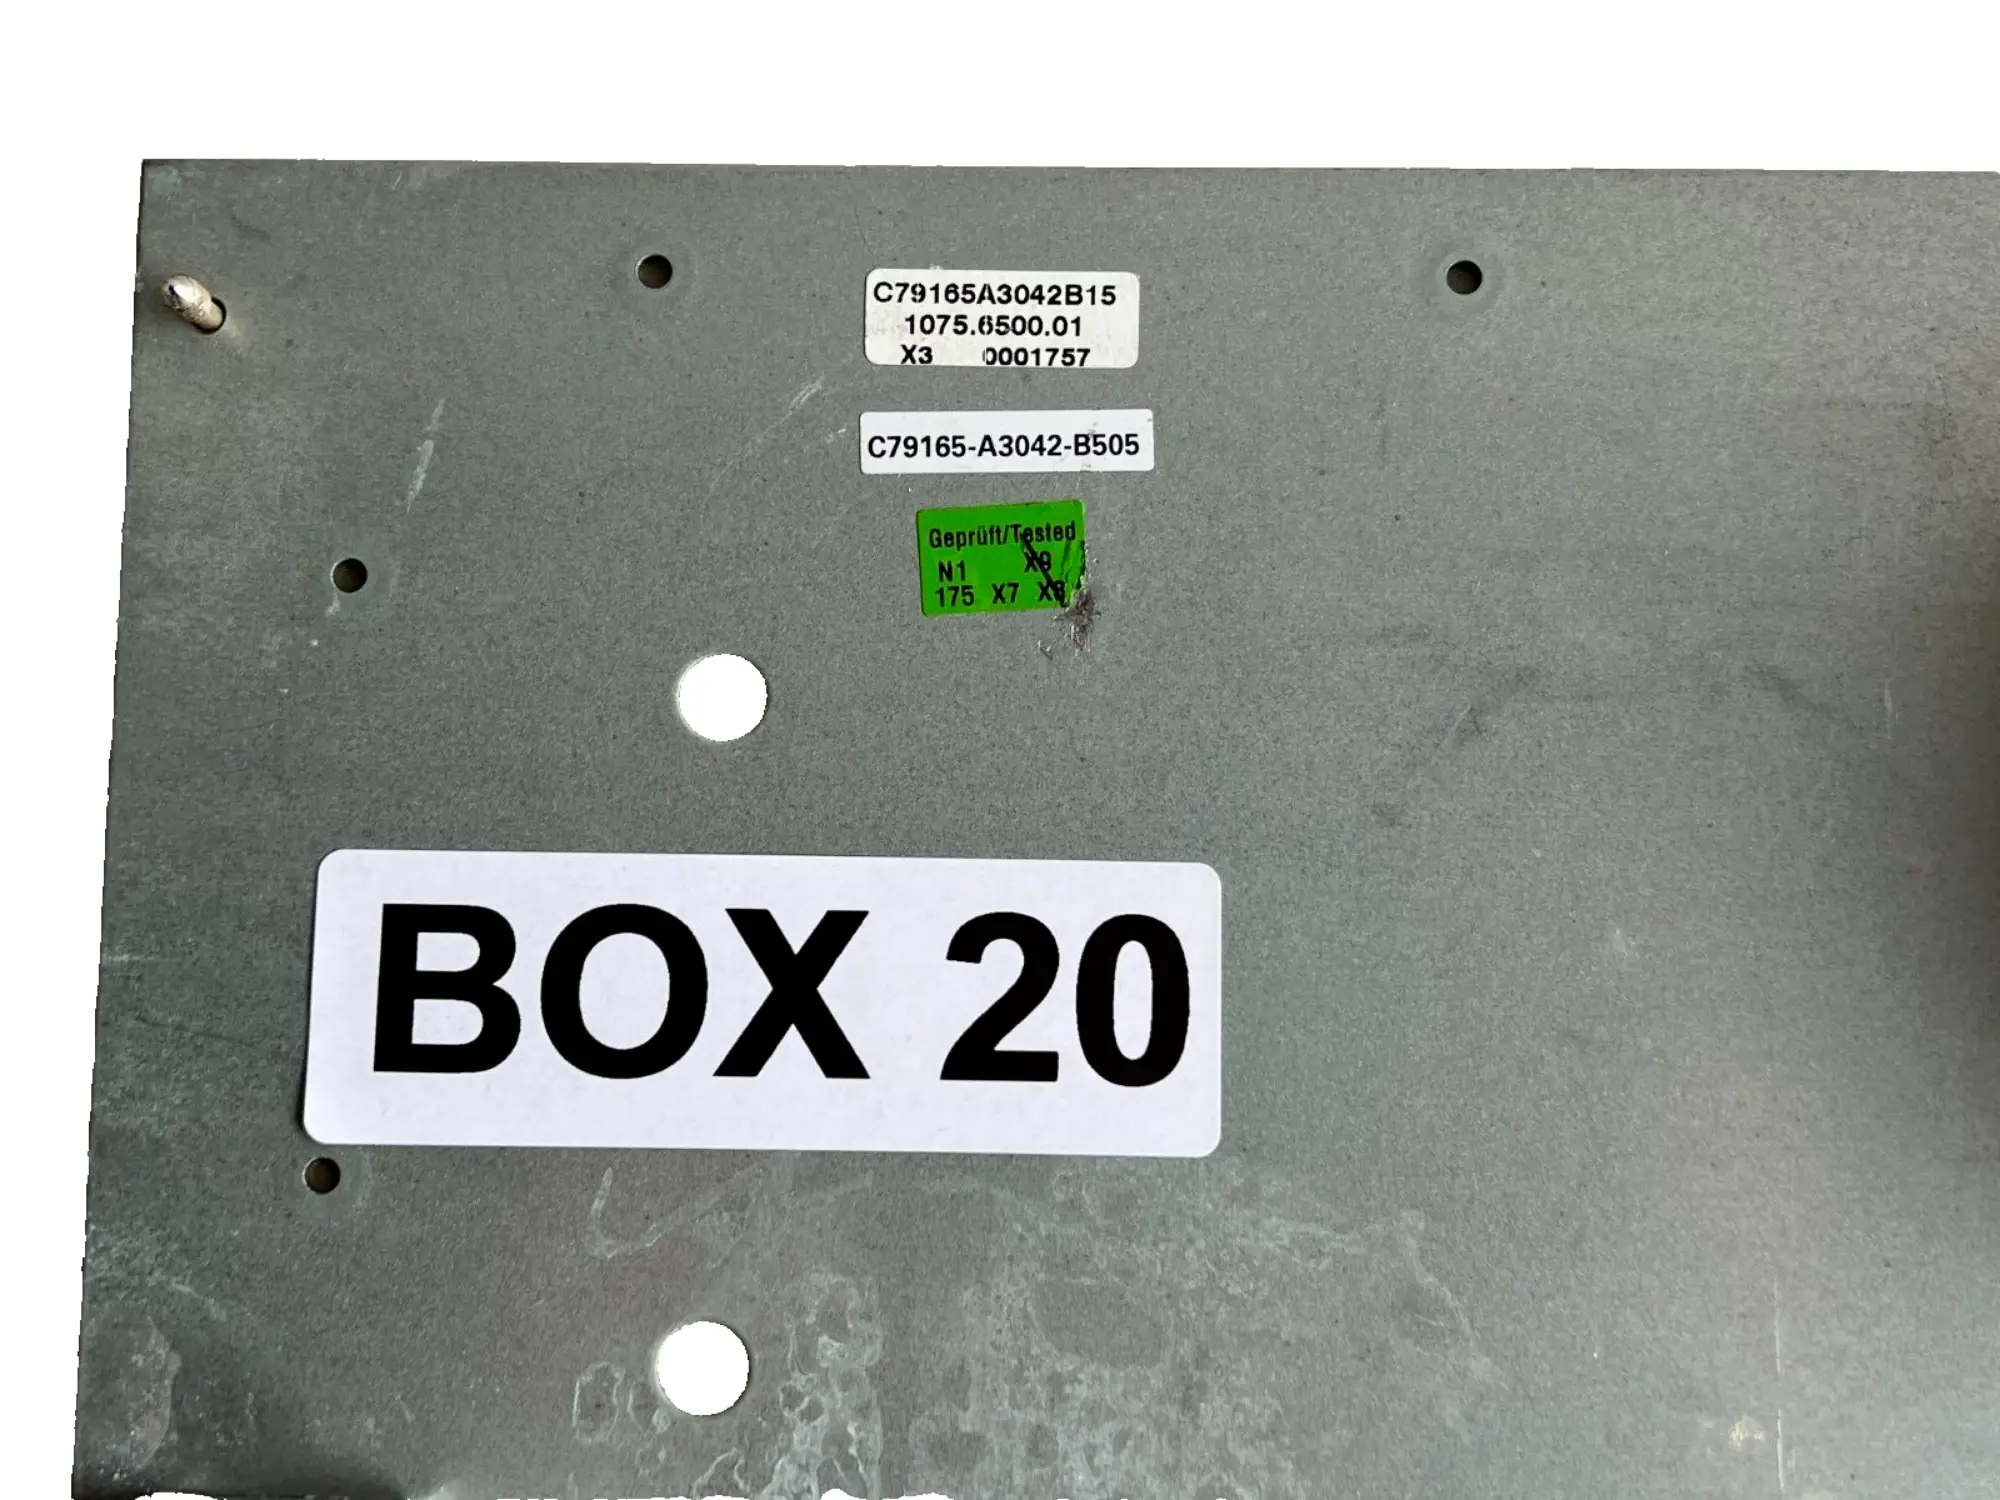 C79165A3042B15
1075.6500.01
X3 0001757
C79165-A3042-B505
Geprüft/Tested
N1 X9
175 X7 X8
BOX 20